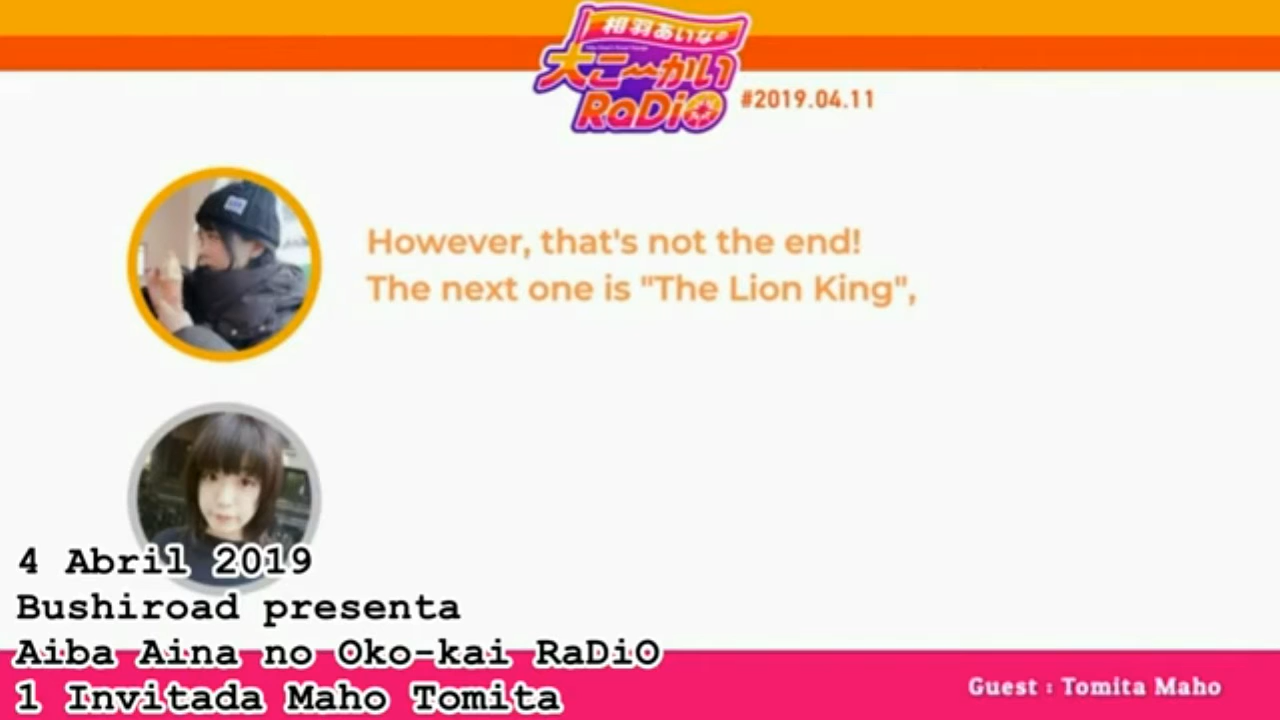 相羽あいなの
大こ〜かい
RaDiO
#2019.04.11
However, that's not the end!
The next one is "The Lion King",
4 Abril 2019
Bushiroad presenta
Aiba Aina no Oko-kai RaDiO
1 Invitada Maho Tomita
Guest : Tomita Maho